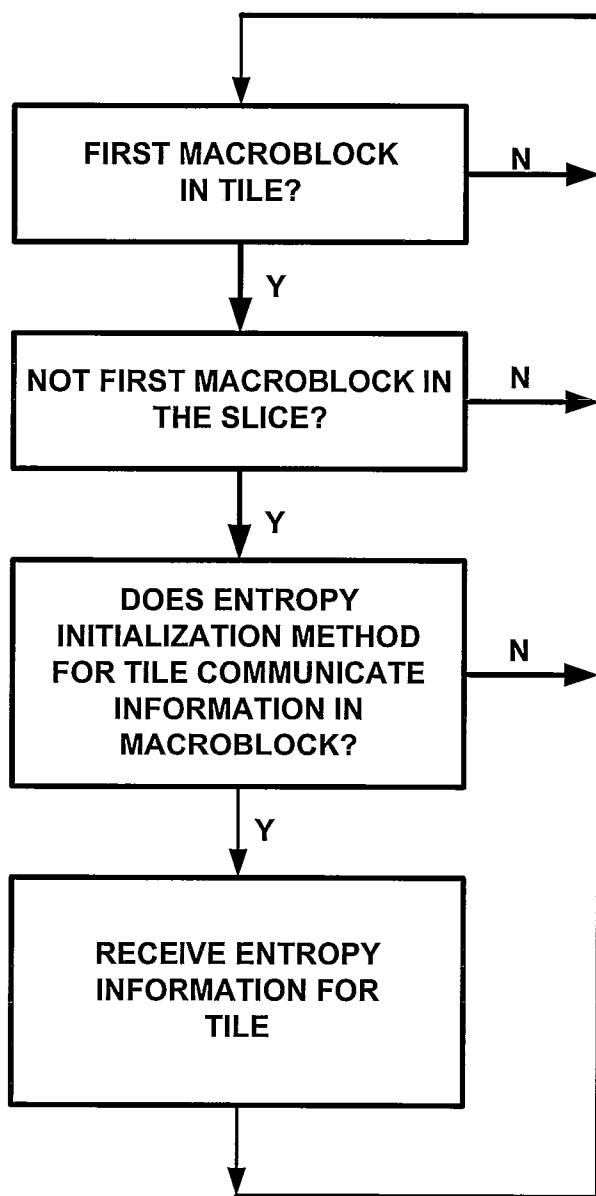 FIRST MACROBLOCK
IN TILE?
N
Y
NOT FIRST MACROBLOCK IN
THE SLICE?
N
Y
DOES ENTROPY
INITIALIZATION METHOD
FOR TILE COMMUNICATE
INFORMATION IN
MACROBLOCK?
N
Y
RECEIVE ENTROPY
INFORMATION FOR
TILE